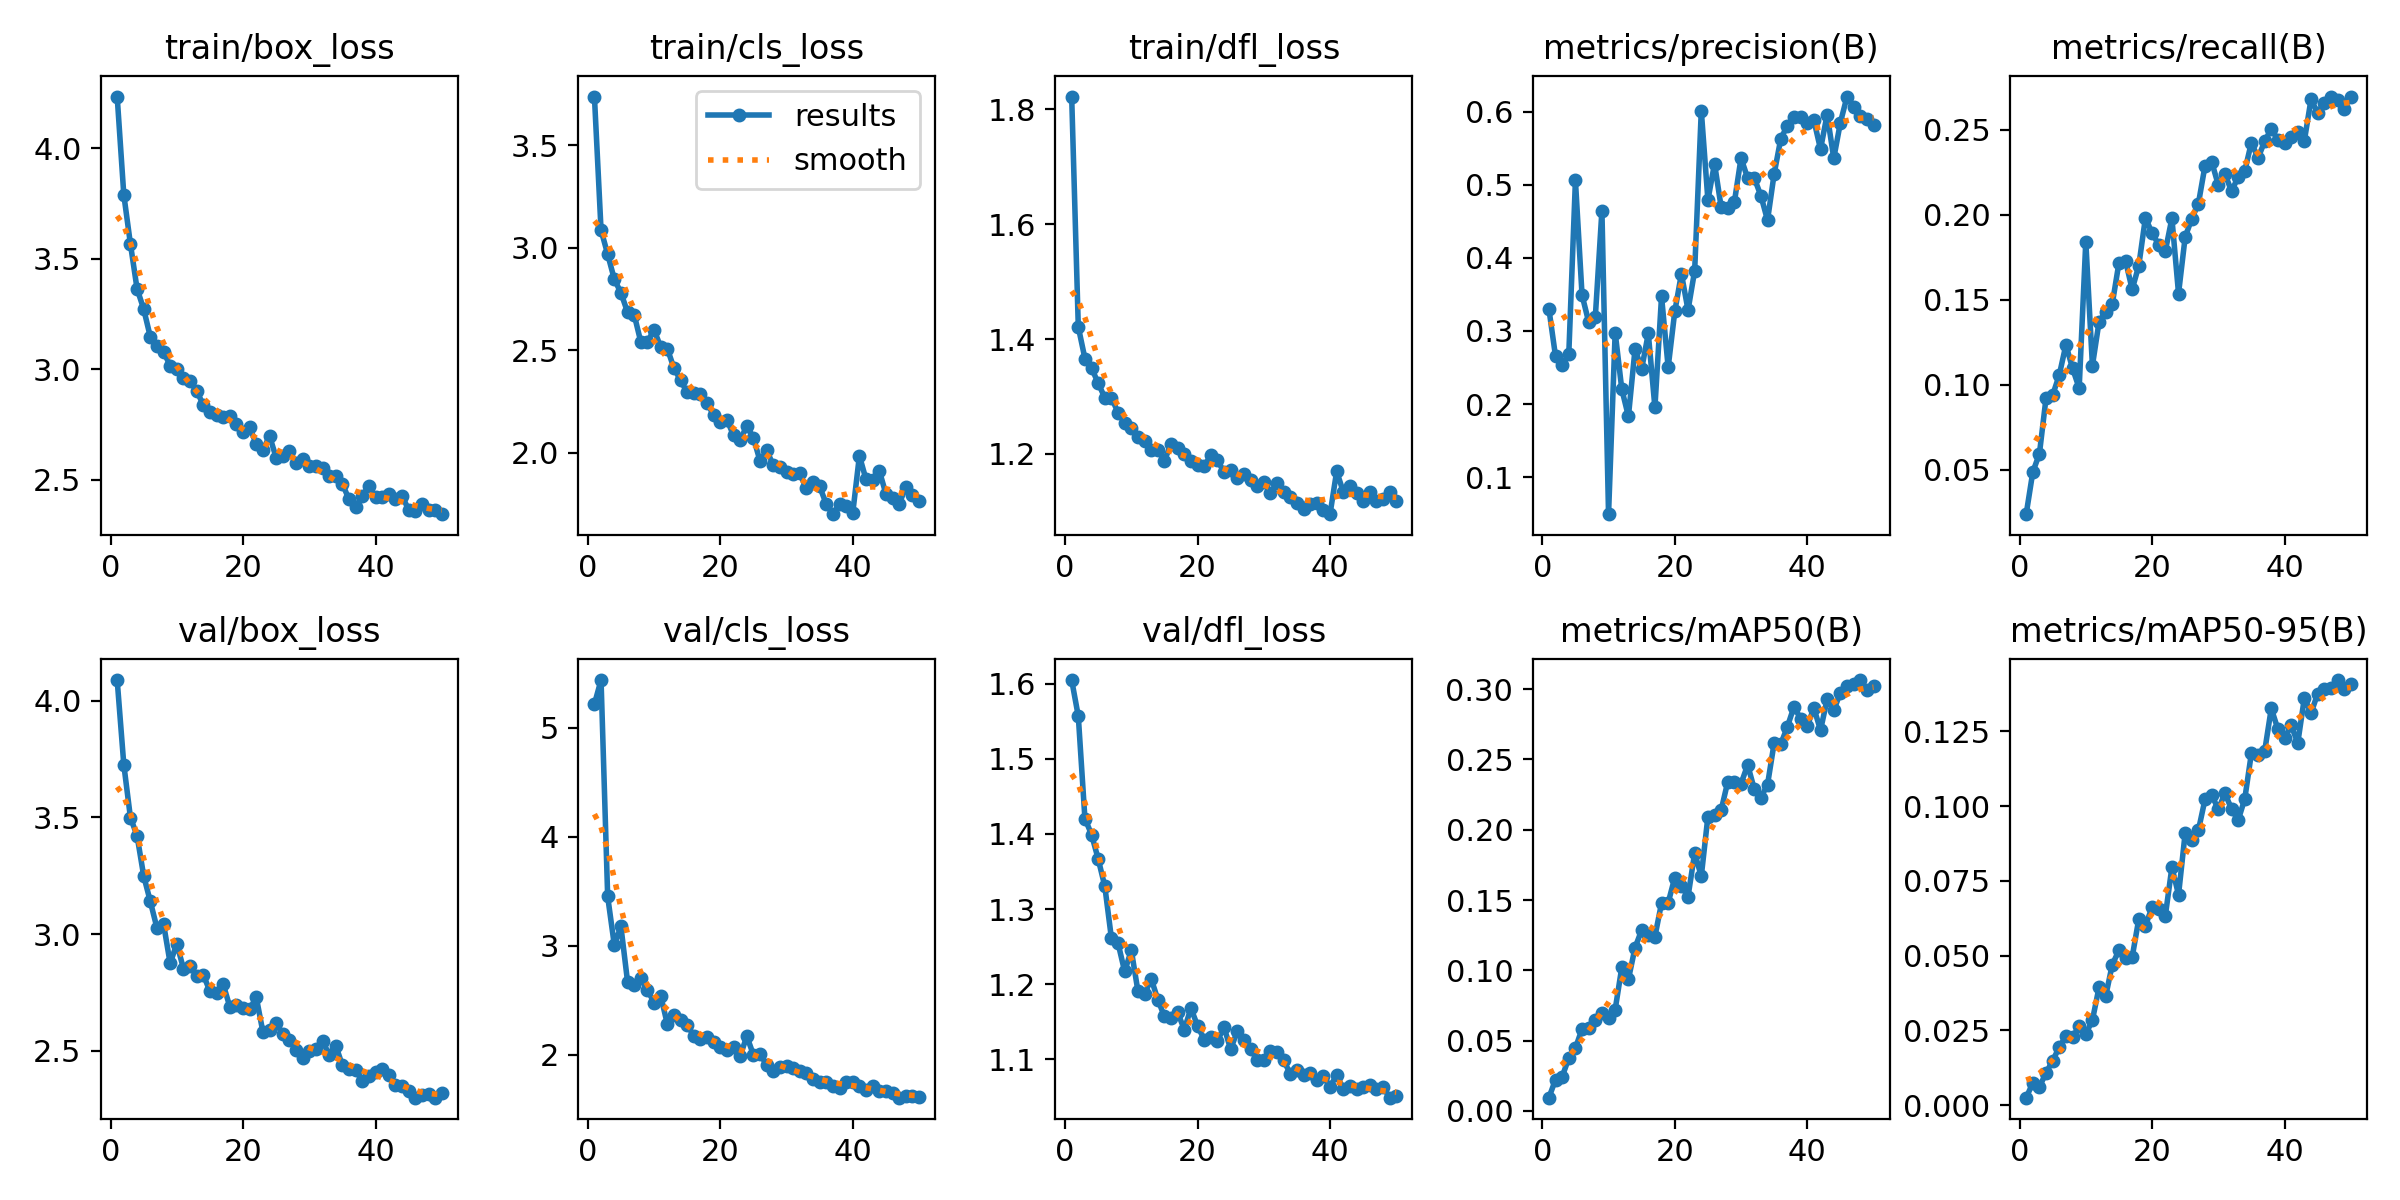 train/box_loss
4.0
3.5
3.0
2.5
0 20 40
train/cls_loss
results
smooth
3.5
3.0
2.5
2.0
0 20 40
train/dfl_loss
1.8
1.6
1.4
1.2
0 20 40
metrics/precision(B)
0.6
0.5
0.4
0.3
0.2
0.1
0 20 40
metrics/recall(B)
0.25
0.20
0.15
0.10
0.05
0 20 40
val/box_loss
4.0
3.5
3.0
2.5
0 20 40
val/cls_loss
5
4
3
2
0 20 40
val/dfl_loss
1.6
1.5
1.4
1.3
1.2
1.1
0 20 40
metrics/mAP50(B)
0.30
0.25
0.20
0.15
0.10
0.05
0.00
0 20 40
metrics/mAP50-95(B)
0.125
0.100
0.075
0.050
0.025
0.000
0 20 40